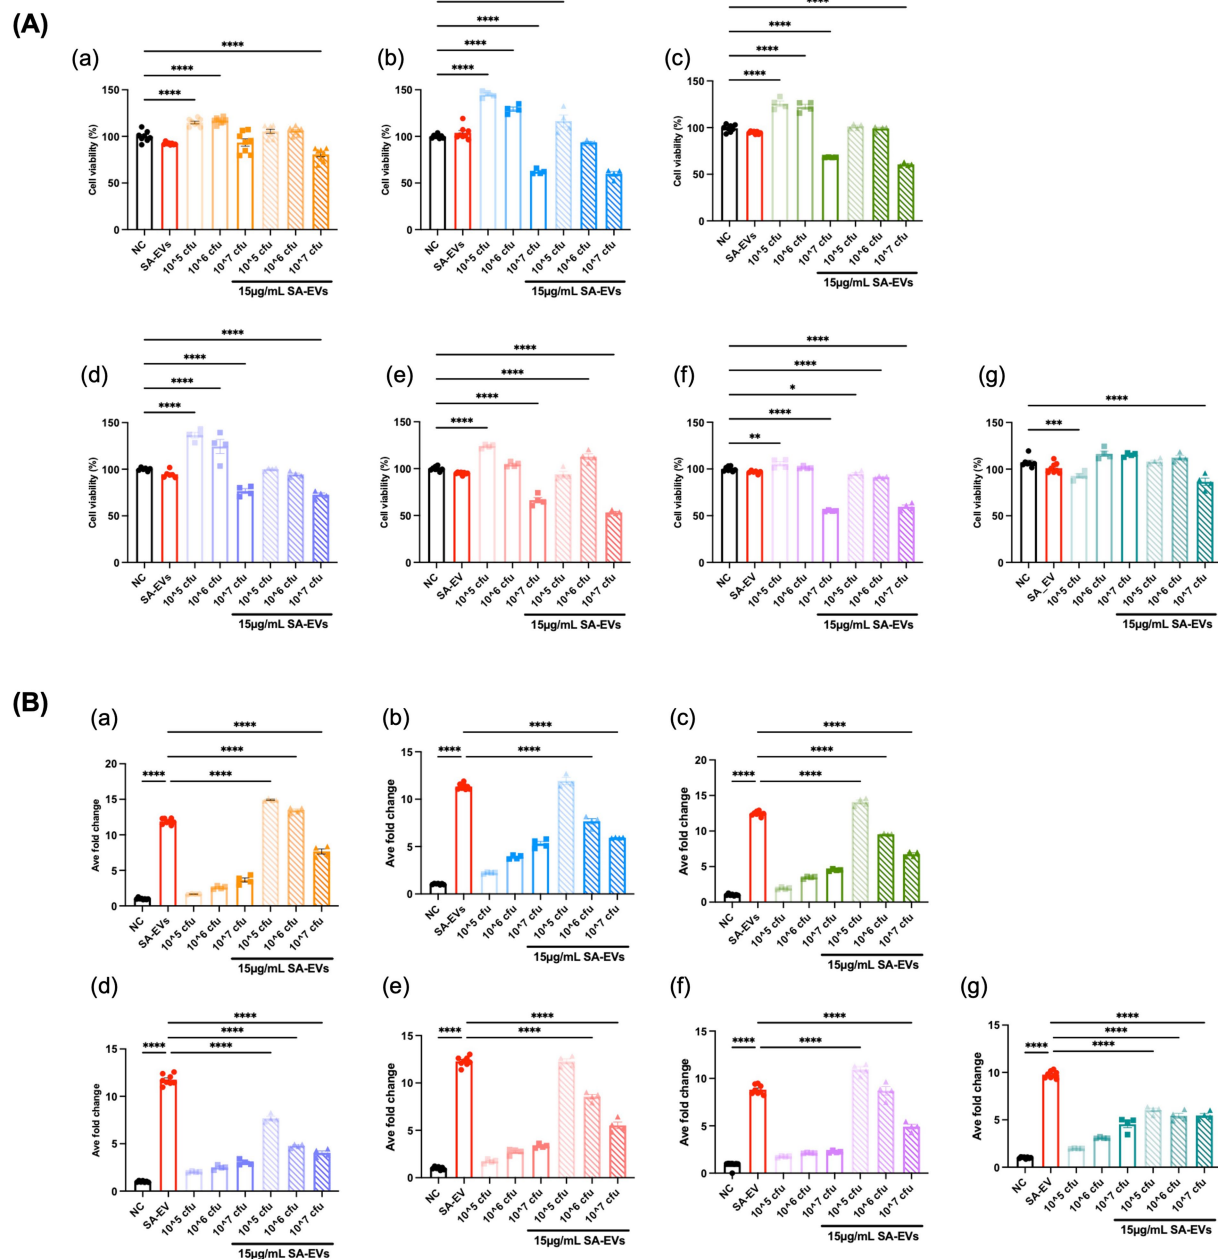 (A)
(a)
****
****
****
Cell viability (%)
150
100
50
0
NC
SA-EVs
10^5 cfu
10^6 cfu
10^7 cfu
10^5 cfu
10^6 cfu
10^7 cfu
15µg/mL SA-EVs
(b)
****
****
****
Cell viability (%)
150
100
50
0
NC
SA-EVs
10^5 cfu
10^6 cfu
10^7 cfu
10^5 cfu
10^6 cfu
10^7 cfu
15µg/mL SA-EVs
(c)
****
****
****
****
Cell viability (%)
150
100
50
0
NC
SA-EVs
10^5 cfu
10^6 cfu
10^7 cfu
10^5 cfu
10^6 cfu
10^7 cfu
15µg/mL SA-EVs
(d)
****
****
****
****
Cell viability (%)
150
100
50
0
NC
SA-EVs
10^5 cfu
10^6 cfu
10^7 cfu
10^5 cfu
10^6 cfu
10^7 cfu
15µg/mL SA-EVs
(e)
****
****
****
****
Cell viability (%)
150
100
50
0
NC
SA-EV
10^5 cfu
10^6 cfu
10^7 cfu
10^5 cfu
10^6 cfu
10^7 cfu
15µg/mL SA-EVs
(f)
****
****
*
****
**
Cell viability (%)
150
100
50
0
NC
SA-EV
10^5 cfu
10^6 cfu
10^7 cfu
10^5 cfu
10^6 cfu
10^7 cfu
15µg/mL SA-EVs
(g)
****
***
Cell viability (%)
150
100
50
0
NC
SA_EV
10^5 cfu
10^6 cfu
10^7 cfu
10^5 cfu
10^6 cfu
10^7 cfu
15µg/mL SA-EVs
(B)
(a)
****
****
****
****
Ave fold change
20
15
10
5
0
NC
SA-EVs
10^5 cfu
10^6 cfu
10^7 cfu
10^5 cfu
10^6 cfu
10^7 cfu
15µg/mL SA-EVs
(b)
****
****
****
Ave fold change
15
10
5
0
NC
SA-EVs
10^5 cfu
10^6 cfu
10^7 cfu
10^5 cfu
10^6 cfu
10^7 cfu
15µg/mL SA-EVs
(c)
****
****
****
****
Ave fold change
20
15
10
5
0
NC
SA-EVs
10^5 cfu
10^6 cfu
10^7 cfu
10^5 cfu
10^6 cfu
10^7 cfu
15µg/mL SA-EVs
(d)
****
****
****
****
Ave fold change
15
10
5
0
NC
SA-EV
10^5 cfu
10^6 cfu
10^7 cfu
10^5 cfu
10^6 cfu
10^7 cfu
15µg/mL SA-EVs
(e)
****
****
****
Ave fold change
15
10
5
0
NC
SA-EV
10^5 cfu
10^6 cfu
10^7 cfu
10^5 cfu
10^6 cfu
10^7 cfu
15µg/mL SA-EVs
(f)
****
****
****
Ave fold change
15
10
5
0
NC
SA-EV
10^5 cfu
10^6 cfu
10^7 cfu
10^5 cfu
10^6 cfu
10^7 cfu
15µg/mL SA-EVs
(g)
****
****
****
****
Ave fold change
15
10
5
0
NC
SA-EV
10^5 cfu
10^6 cfu
10^7 cfu
10^5 cfu
10^6 cfu
10^7 cfu
15µg/mL SA-EVs